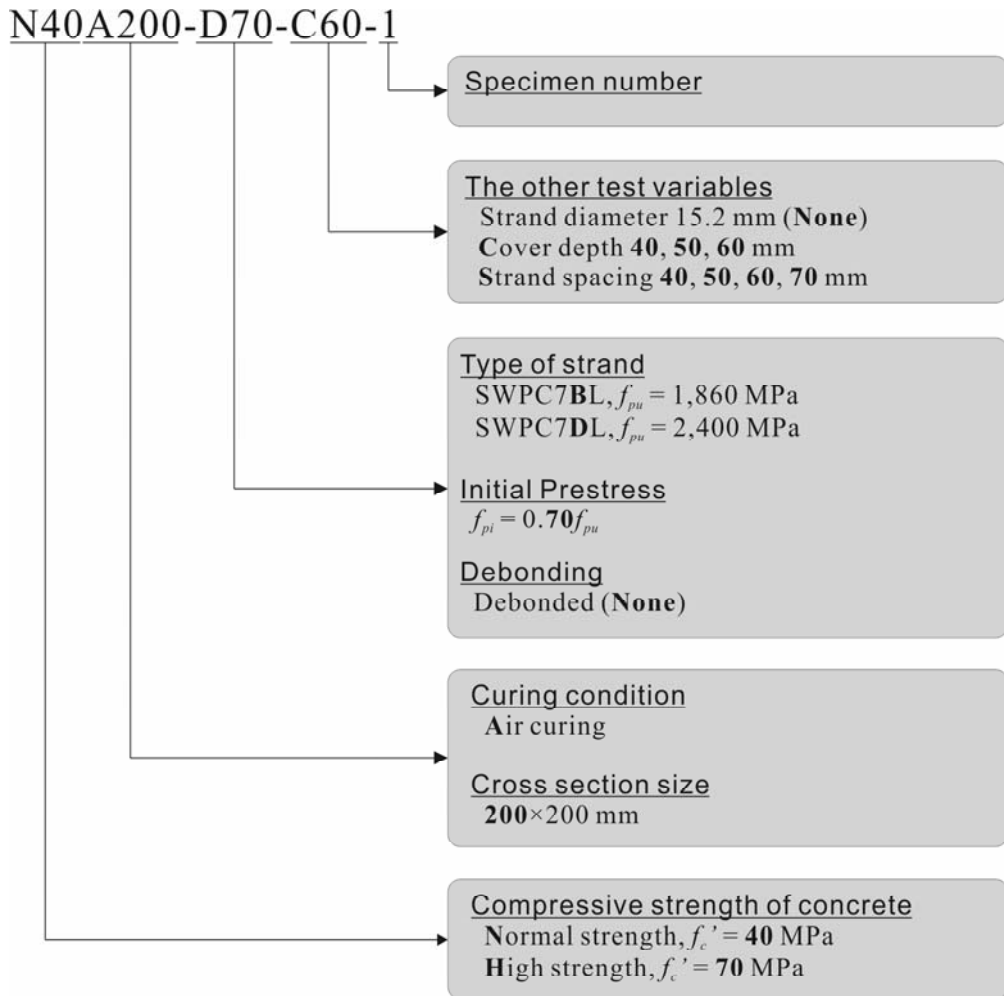 N40A200-D70-C60-1
Specimen number
The other test variables
Strand diameter 15.2 mm (None)
Cover depth 40, 50, 60 mm
Strand spacing 40, 50, 60, 70 mm
Type of strand
SWPC7BL, fpu = 1,860 MPa
SWPC7DL, fpu = 2,400 MPa
Initial Prestress
fpi = 0.70fpu
Debonding
Debonded (None)
Curing condition
Air curing
Cross section size
200×200 mm
Compressive strength of concrete
Normal strength, fc’ = 40 MPa
High strength, fc’ = 70 MPa